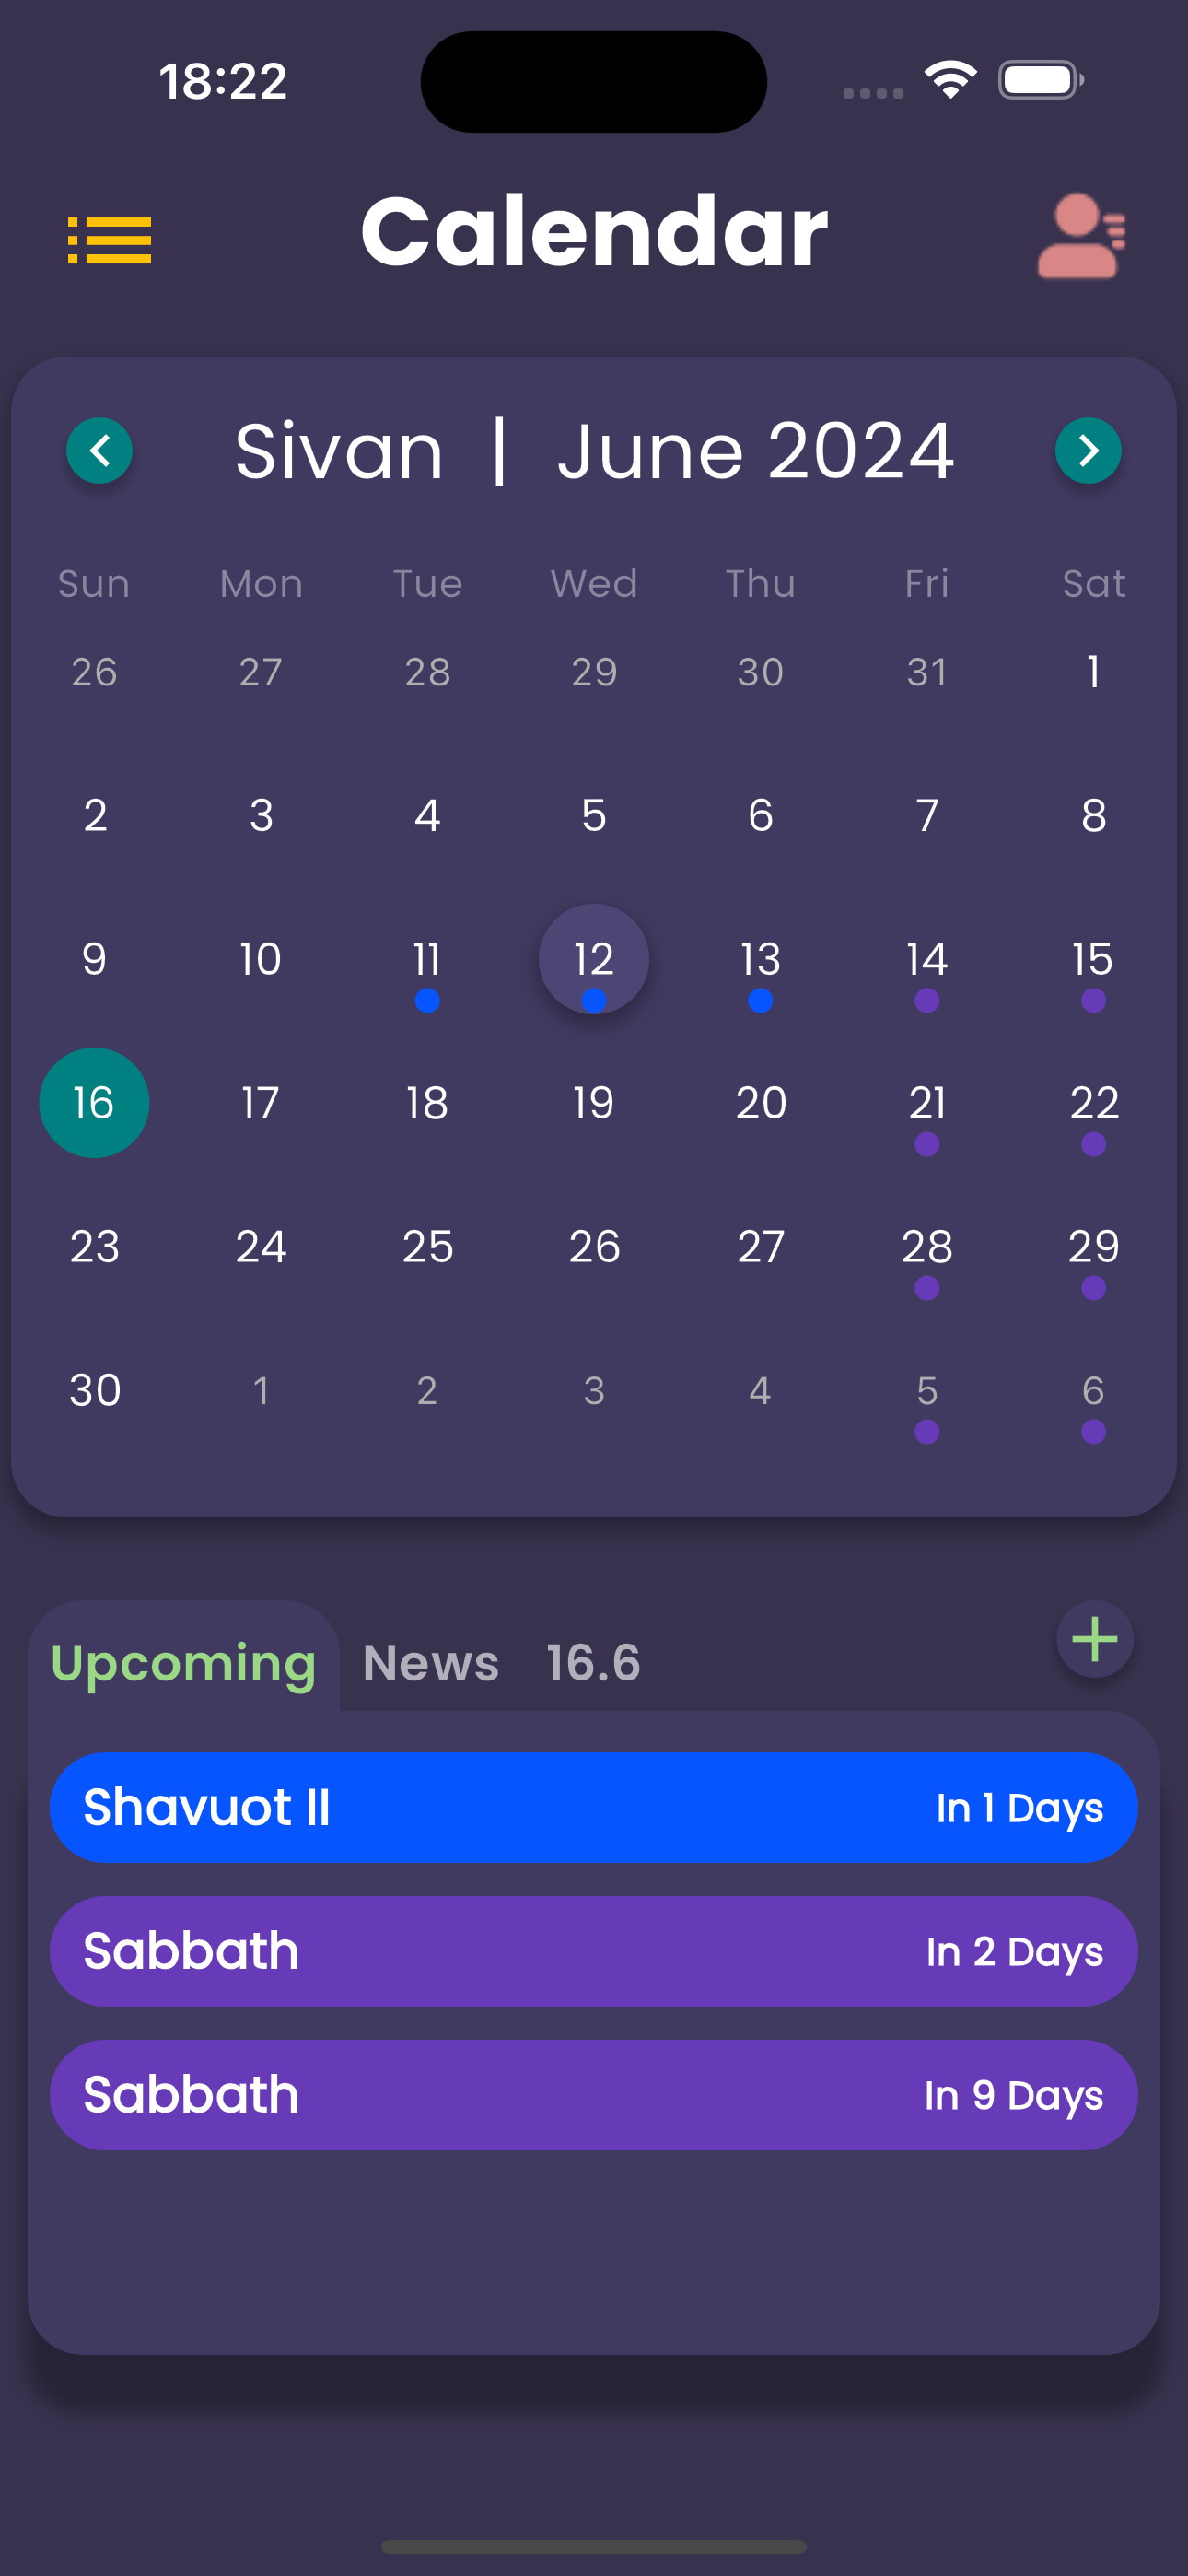 18:22
Calendar
Sivan | June 2024
Sun Mon Tue Wed Thu Fri Sat
26 27 28 29 30 31 1
2 3 4 5 6 7 8
9 10 11 12 13 14 15
16 17 18 19 20 21 22
23 24 25 26 27 28 29
30 1 2 3 4 5 6
Upcoming News 16.6
Shavuot II In 1 Days
Sabbath In 2 Days
Sabbath In 9 Days